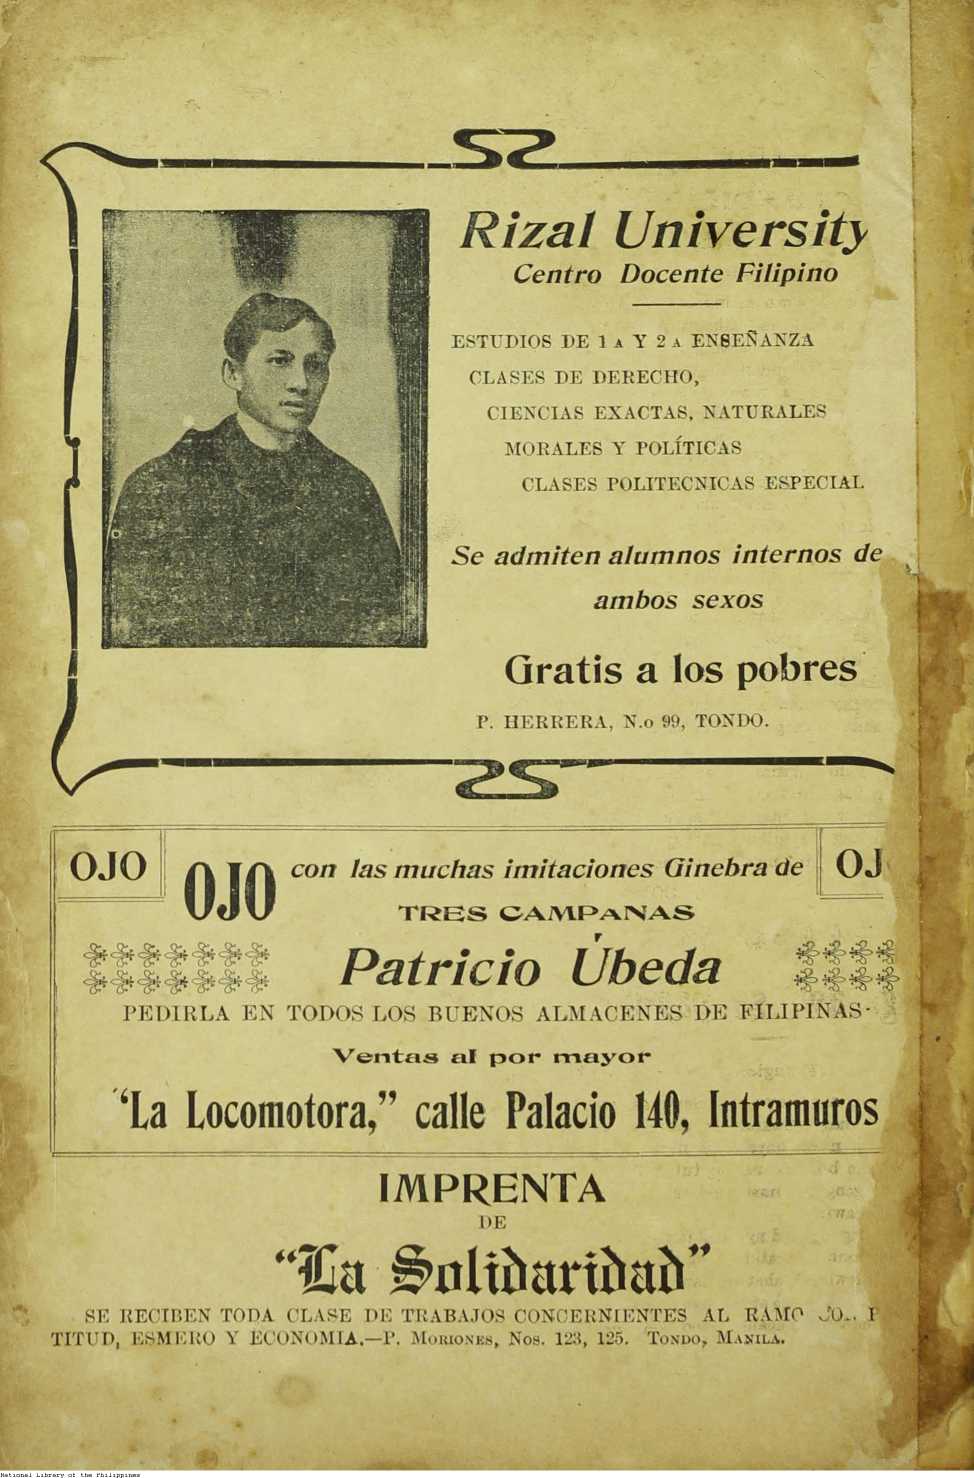 Rizal University
Centro Docente Filipino
ESTUDIOS DE 1 A Y 2 A ENSEÑANZA
CLASES DE DERECHO,
CIENCIAS EXACTAS, NATURALES
MORALES Y POLÍTICAS
CLASES POLITECNICAS ESPECIAL
Se admiten alumnos internos de
ambos sexos
Gratis a los pobres
P. HERRERA, N.o 99, TONDO.
OJO
OJO con las muchas imitaciones Ginebra de
OJ
TRES CAMPANAS
Patricio Úbeda
PEDIRLA EN TODOS LOS BUENOS ALMACENES DE FILIPINAS-
Ventas al por mayor
"La Locomotora," calle Palacio 140, Intramuros
IMPRENTA
DE
"La Solidaridad"
SE RECIBEN TODA CLASE DE TRABAJOS CONCERNIENTES AL RAMO
TITUD, ESMERO Y ECONOMIA.—P. MORIONES, NOS. 123, 125. TONDO, MANILA.
National Library of the Philippines